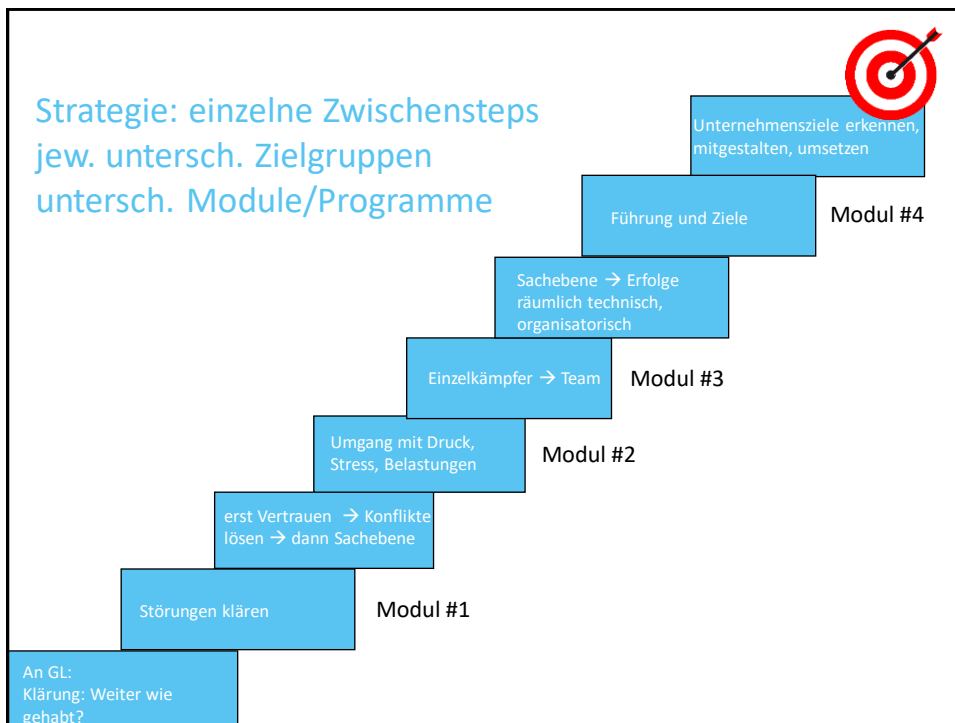 Strategie: einzelne Zwischensteps
jew. untersch. Zielgruppen
untersch. Module/Programme
Unternehmensziele erkennen,
mitgestalten, umsetzen
Führung und Ziele
Modul #4
Sachebene → Erfolge
räumlich technisch,
organisatorisch
Einzelkämpfer → Team
Modul #3
Umgang mit Druck,
Stress, Belastungen
Modul #2
erst Vertrauen → Konflikte
lösen → dann Sachebene
Störungen klären
Modul #1
An GL:
Klärung: Weiter wie
gehabt?